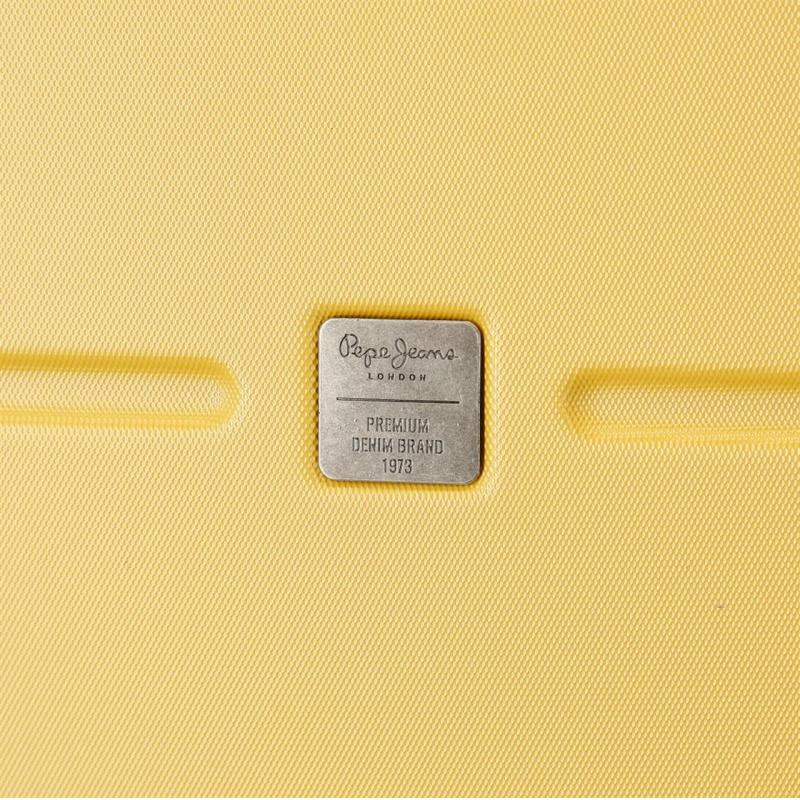 Pepe Jeans
LONDON
PREMIUM
DENIM BRAND
1973